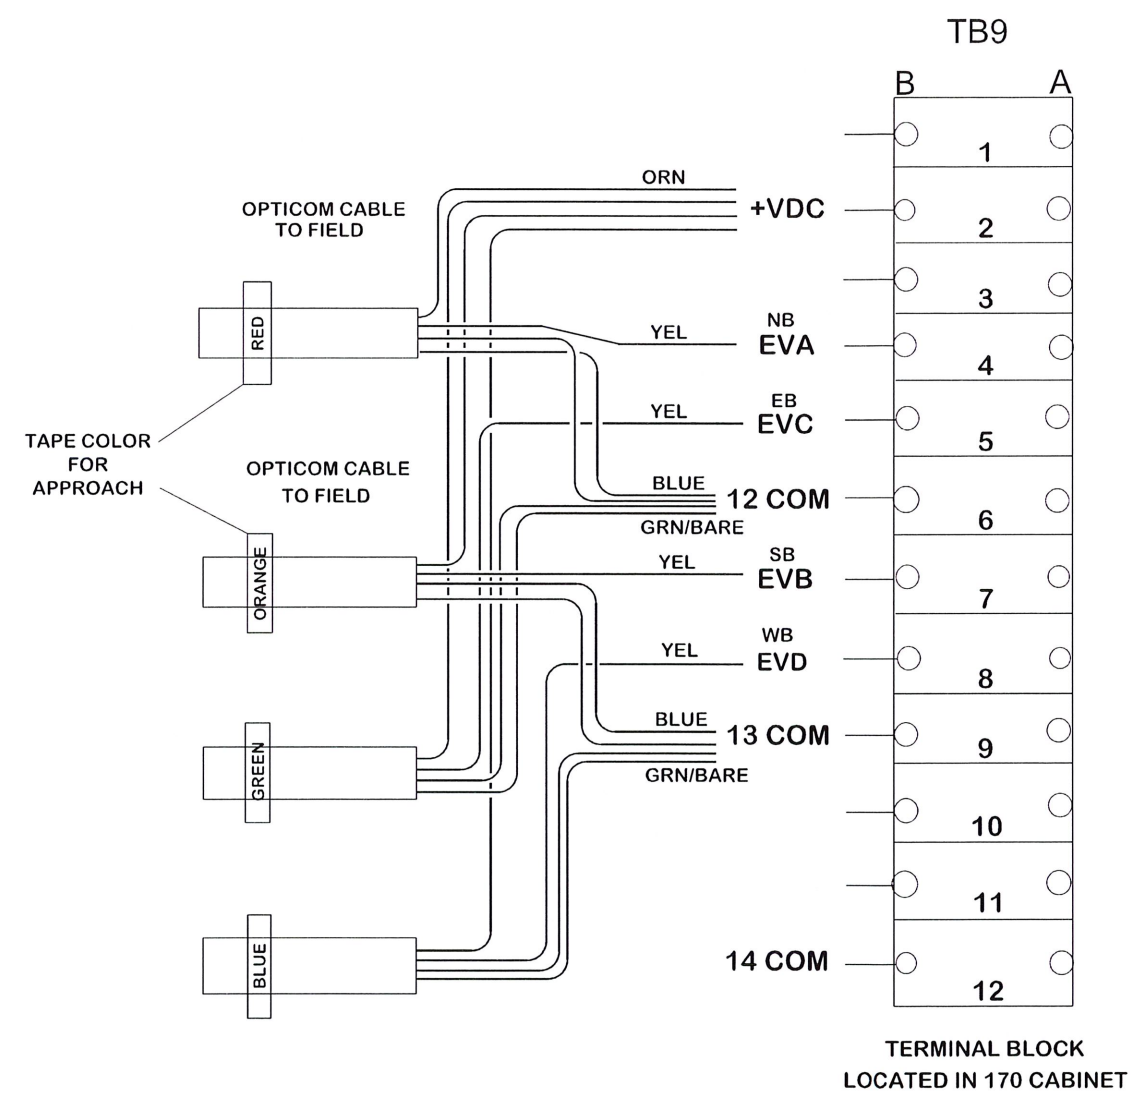 TB9
B
A
1
ORN
+VDC
2
OPTICOM CABLE
TO FIELD
3
RED
NB
YEL
EVA
4
EB
YEL
EVC
5
TAPE COLOR
FOR
APPROACH
OPTICOM CABLE
TO FIELD
BLUE
12 COM
GRN/BARE
6
SB
YEL
EVB
7
ORANGE
WB
YEL
EVD
8
BLUE
13 COM
GRN/BARE
9
GREEN
10
11
BLUE
14 COM
12
TERMINAL BLOCK
LOCATED IN 170 CABINET